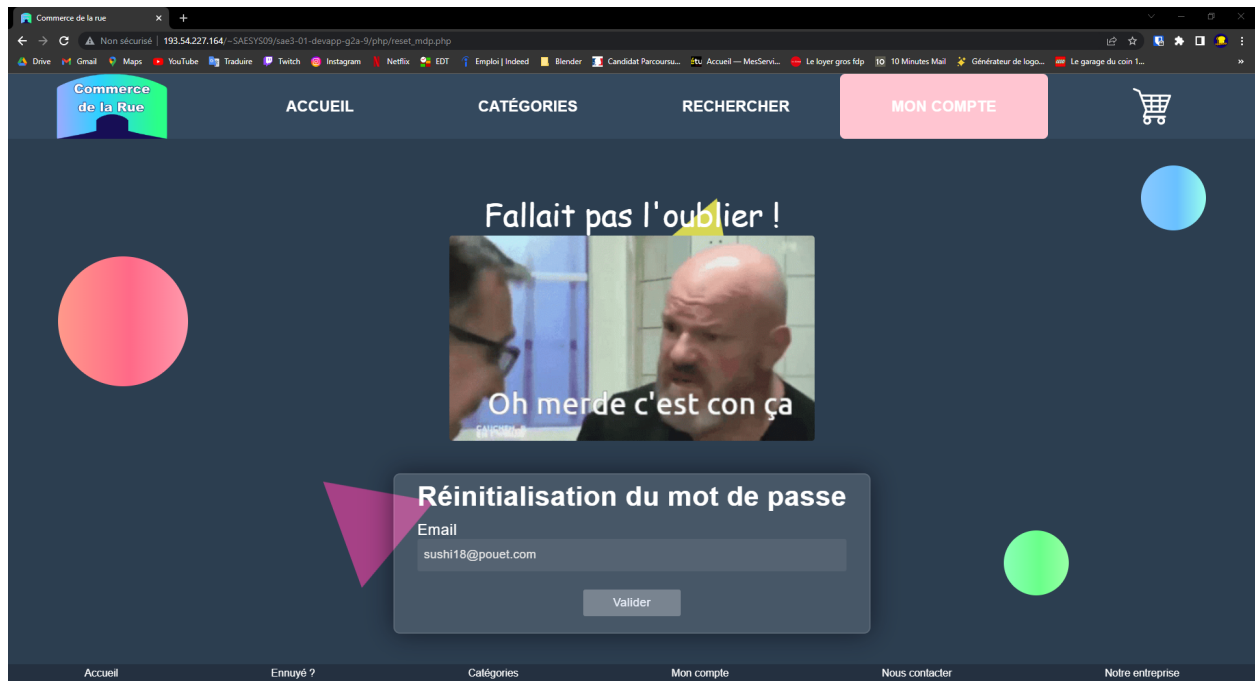 Commerce de la rue
Non sécurisé | 193.54.227.164/~SAESYS09/sae3-01-devapp-g2a-9/php/reset_mdp.php
Drive Gmail Maps YouTube Traduire Twitch Instagram Netflix EDT Emploi | Indeed Blender Candidat Parcoursu... Accueil — MesServi... Le loyer gros fdp 10 10 Minutes Mail Générateur de logo... Le garage du coin 1... »
Commerce
de la Rue
ACCUEIL CATÉGORIES RECHERCHER MON COMPTE
Fallait pas l'oublier !
Oh merde c'est con ça
CAUCHEMAR
EN CUISINE
Réinitialisation du mot de passe
Email
sushi18@pouet.com
Valider
Accueil Ennuyé ? Catégories Mon compte Nous contacter Notre entreprise